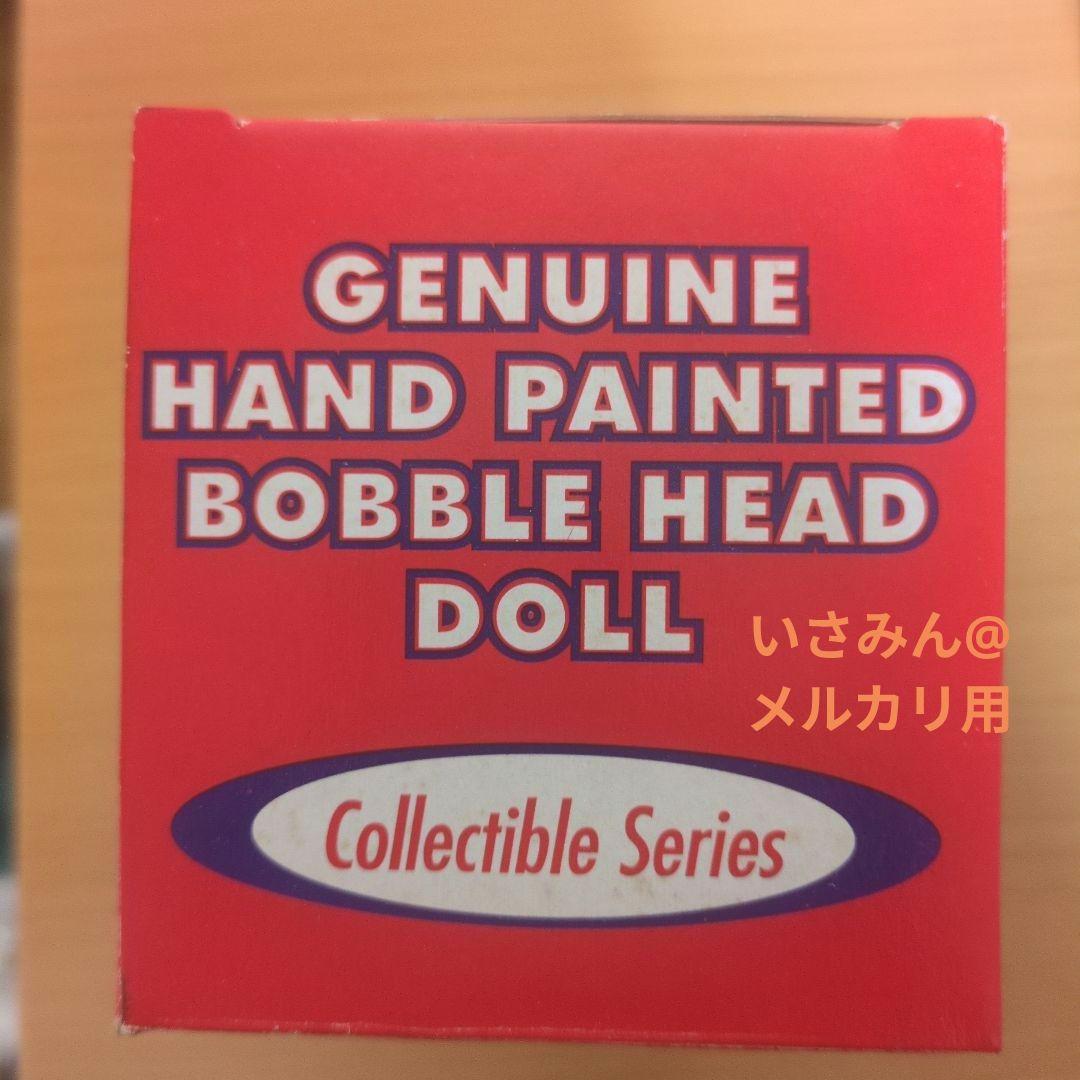 GENUINE
HAND PAINTED
BOBBLE HEAD
DOLL
いさみん@
メルカリ用
Collectible Series